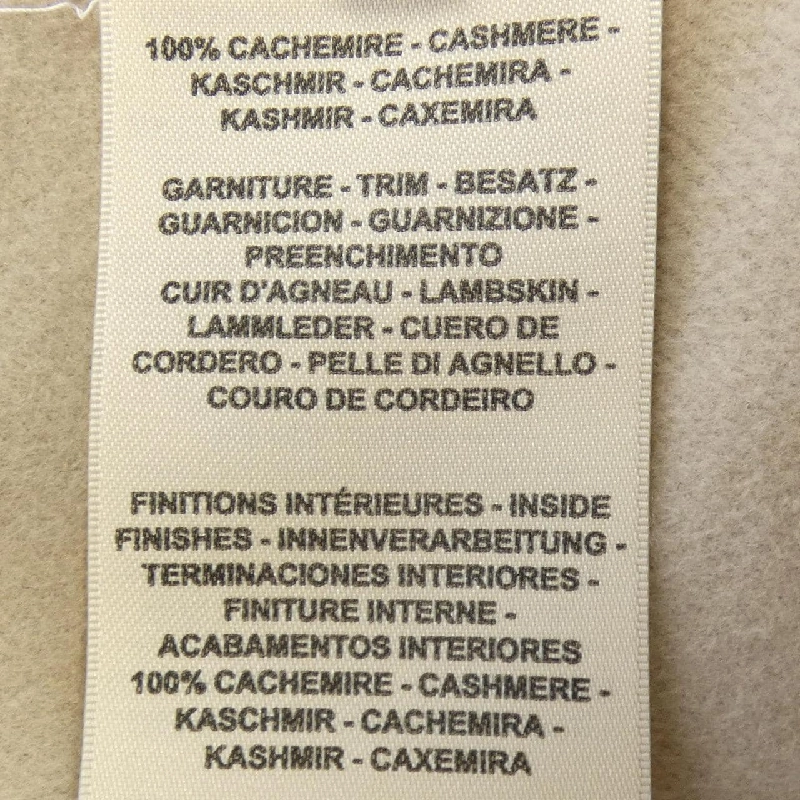 100% CACHEMIRE - CASHMERE -
KASCHMIR - CACHEMIRA -
KASHMIR - CAXEMIRA
GARNITURE - TRIM - BESATZ -
GUARNICION - GUARNIZIONE -
PREENCHIMENTO
CUIR D'AGNEAU - LAMBSKIN -
LAMMLEDER - CUERO DE
CORDERO - PELLE DI AGNELLO -
COURO DE CORDEIRO
FINITIONS INTÉRIEURES - INSIDE
FINISHES - INNENVERARBEITUNG -
TERMINACIONES INTERIORES -
FINITURE INTERNE -
ACABAMENTOS INTERIORES
100% CACHEMIRE - CASHMERE -
KASCHMIR - CACHEMIRA -
KASHMIR - CAXEMIRA